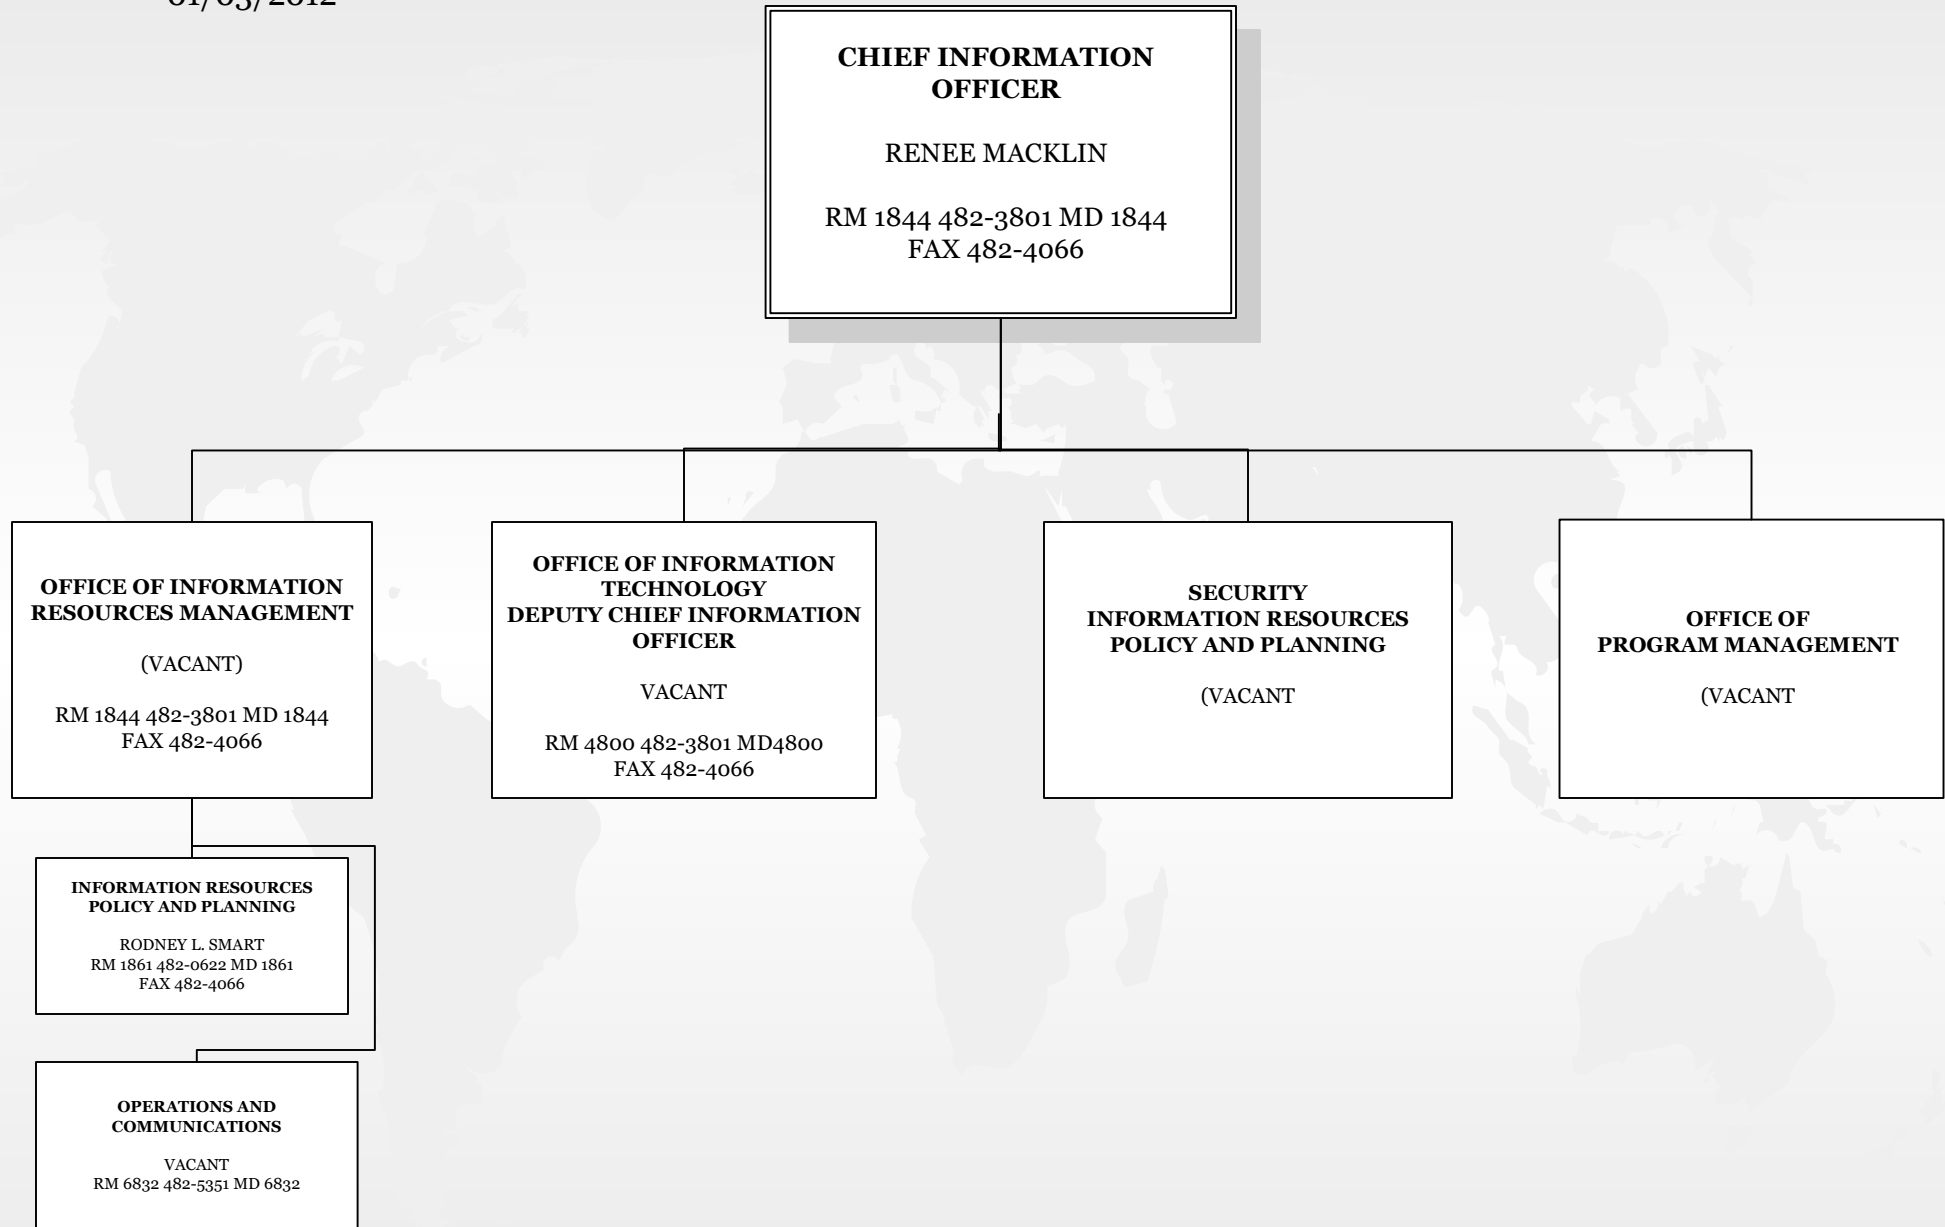 01/03/2012
CHIEF INFORMATION
OFFICER
RENEE MACKLIN
RM 1844 482-3801 MD 1844
FAX 482-4066
OFFICE OF INFORMATION
RESOURCES MANAGEMENT
(VACANT)
RM 1844 482-3801 MD 1844
FAX 482-4066
OFFICE OF INFORMATION
TECHNOLOGY
DEPUTY CHIEF INFORMATION
OFFICER
VACANT
RM 4800 482-3801 MD4800
FAX 482-4066
SECURITY
INFORMATION RESOURCES
POLICY AND PLANNING
(VACANT
OFFICE OF
PROGRAM MANAGEMENT
(VACANT
INFORMATION RESOURCES
POLICY AND PLANNING
RODNEY L. SMART
RM 1861 482-0622 MD 1861
FAX 482-4066
OPERATIONS AND
COMMUNICATIONS
VACANT
RM 6832 482-5351 MD 6832